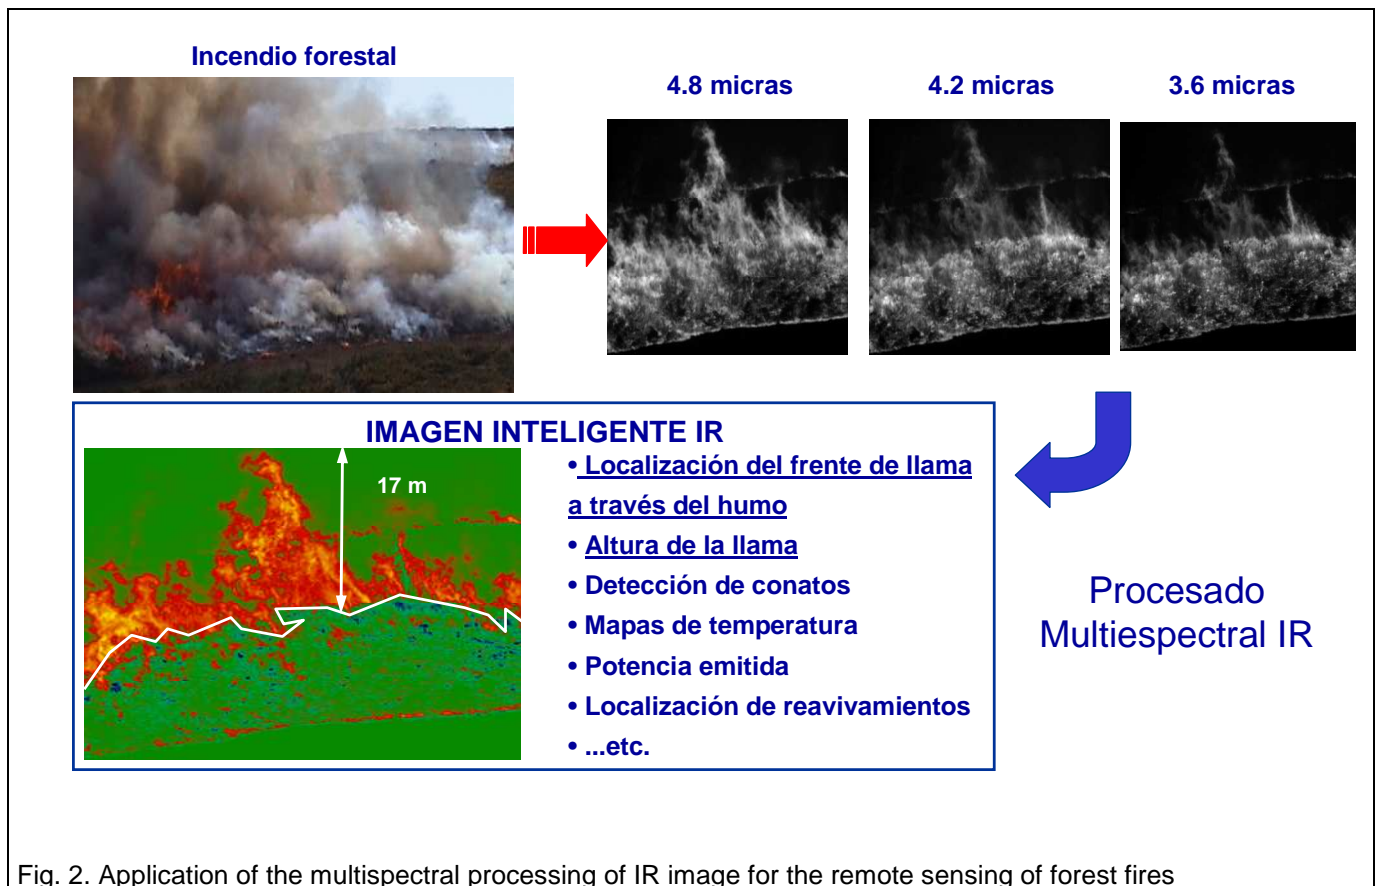 Incendio forestal
4.8 micras
4.2 micras
3.6 micras
IMAGEN INTELIGENTE IR
17 m
• Localización del frente de llama
a través del humo
• Altura de la llama
• Detección de conatos
• Mapas de temperatura
• Potencia emitida
• Localización de reavivamientos
• ...etc.
Procesado
Multiespectral IR
Fig. 2. Application of the multispectral processing of IR image for the remote sensing of forest fires